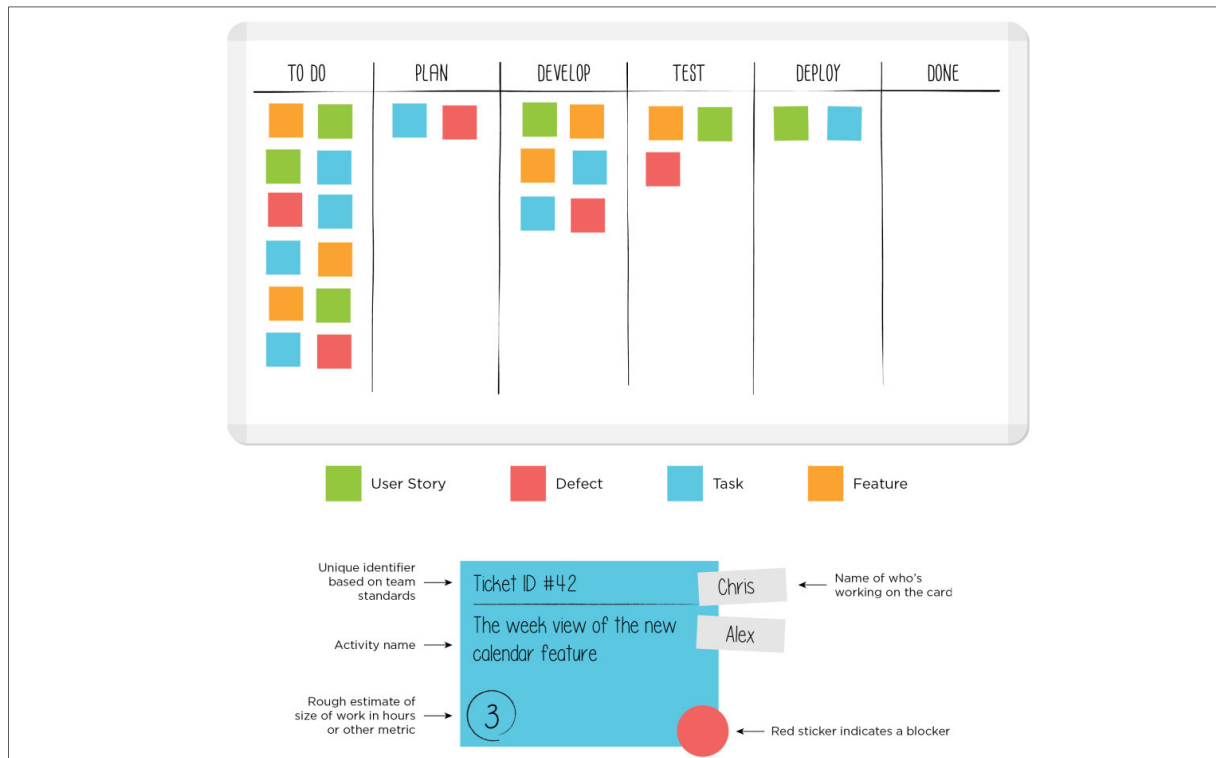 TO DO
PLAN
DEVELOP
TEST
DEPLOY
DONE
User Story
Defect
Task
Feature
Unique identifier
based on team
standards
Ticket ID #42
Chris
Name of who's
working on the card
Activity name
The week view of the new
calendar feature
Alex
Rough estimate of
size of work in hours
or other metric
3
Red sticker indicates a blocker